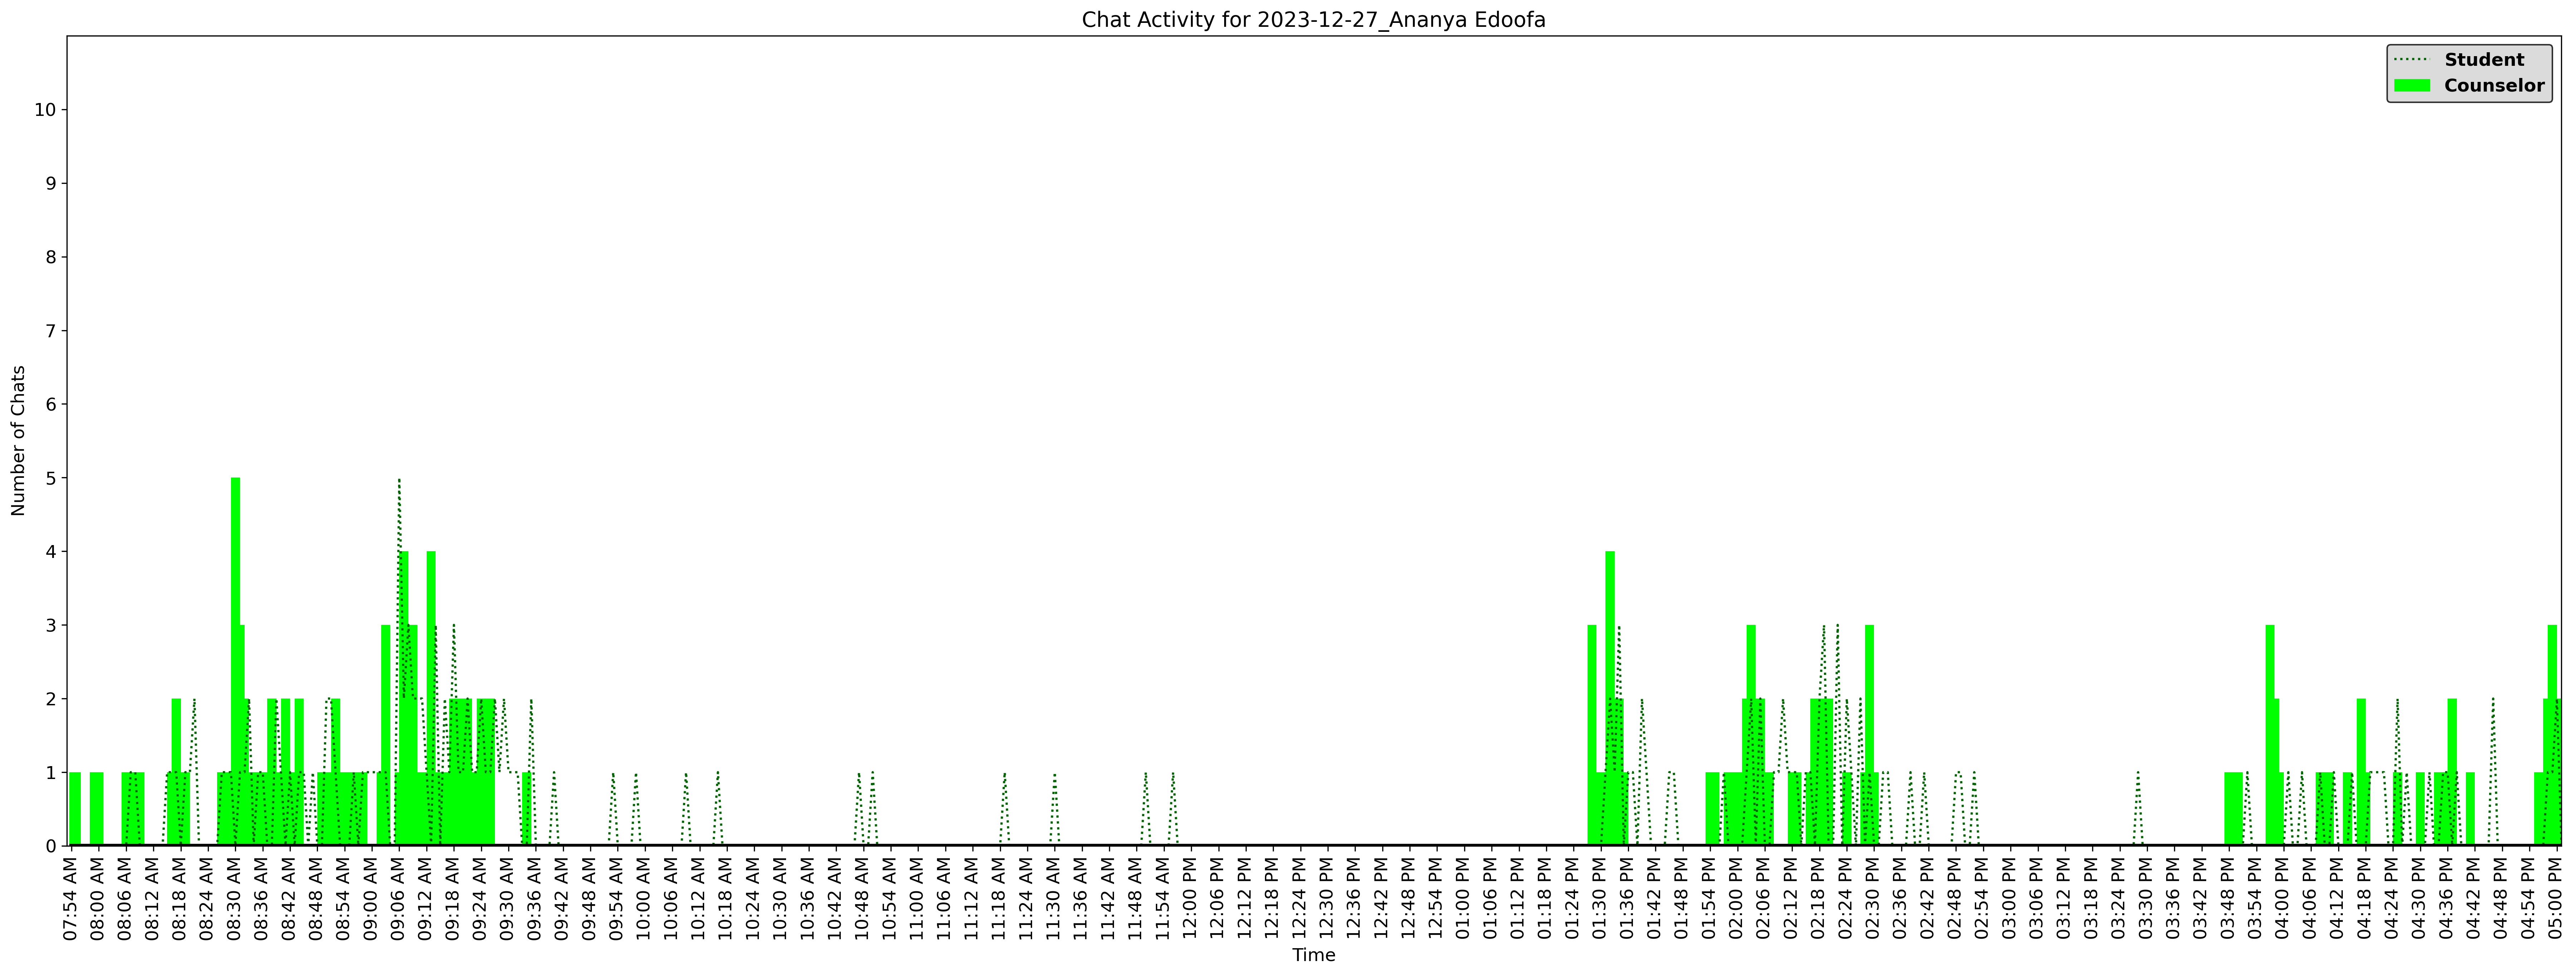 Chat Activity for 2023-12-27_Ananya Edoofa
Student
Counselor
Number of Chats
10
9
8
7
6
5
4
3
2
1
0
07:54 AM
08:00 AM
08:06 AM
08:12 AM
08:18 AM
08:24 AM
08:30 AM
08:36 AM
08:42 AM
08:48 AM
08:54 AM
09:00 AM
09:06 AM
09:12 AM
09:18 AM
09:24 AM
09:30 AM
09:36 AM
09:42 AM
09:48 AM
09:54 AM
10:00 AM
10:06 AM
10:12 AM
10:18 AM
10:24 AM
10:30 AM
10:36 AM
10:42 AM
10:48 AM
10:54 AM
11:00 AM
11:06 AM
11:12 AM
11:18 AM
11:24 AM
11:30 AM
11:36 AM
11:42 AM
11:48 AM
11:54 AM
12:00 PM
12:06 PM
12:12 PM
12:18 PM
12:24 PM
12:30 PM
12:36 PM
12:42 PM
12:48 PM
12:54 PM
01:00 PM
01:06 PM
01:12 PM
01:18 PM
01:24 PM
01:30 PM
01:36 PM
01:42 PM
01:48 PM
01:54 PM
02:00 PM
02:06 PM
02:12 PM
02:18 PM
02:24 PM
02:30 PM
02:36 PM
02:42 PM
02:48 PM
02:54 PM
03:00 PM
03:06 PM
03:12 PM
03:18 PM
03:24 PM
03:30 PM
03:36 PM
03:42 PM
03:48 PM
03:54 PM
04:00 PM
04:06 PM
04:12 PM
04:18 PM
04:24 PM
04:30 PM
04:36 PM
04:42 PM
04:48 PM
04:54 PM
05:00 PM
Time